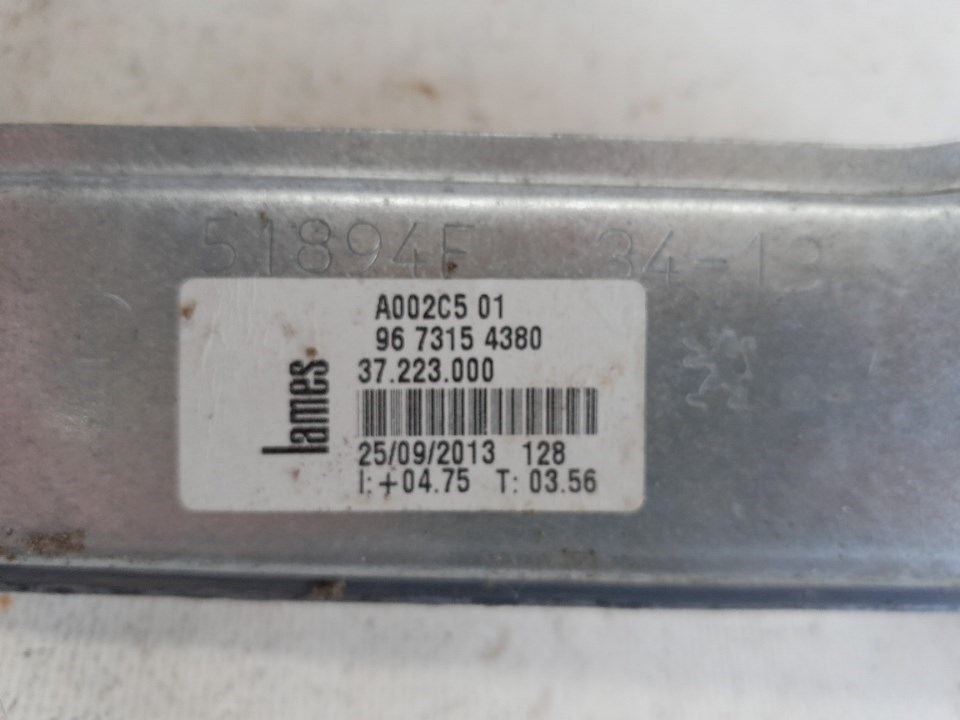 51894F 34-13
A002C5 01
96 7315 4380
lames
37.223.000
25/09/2013 128
I:+04.75 T: 03.56